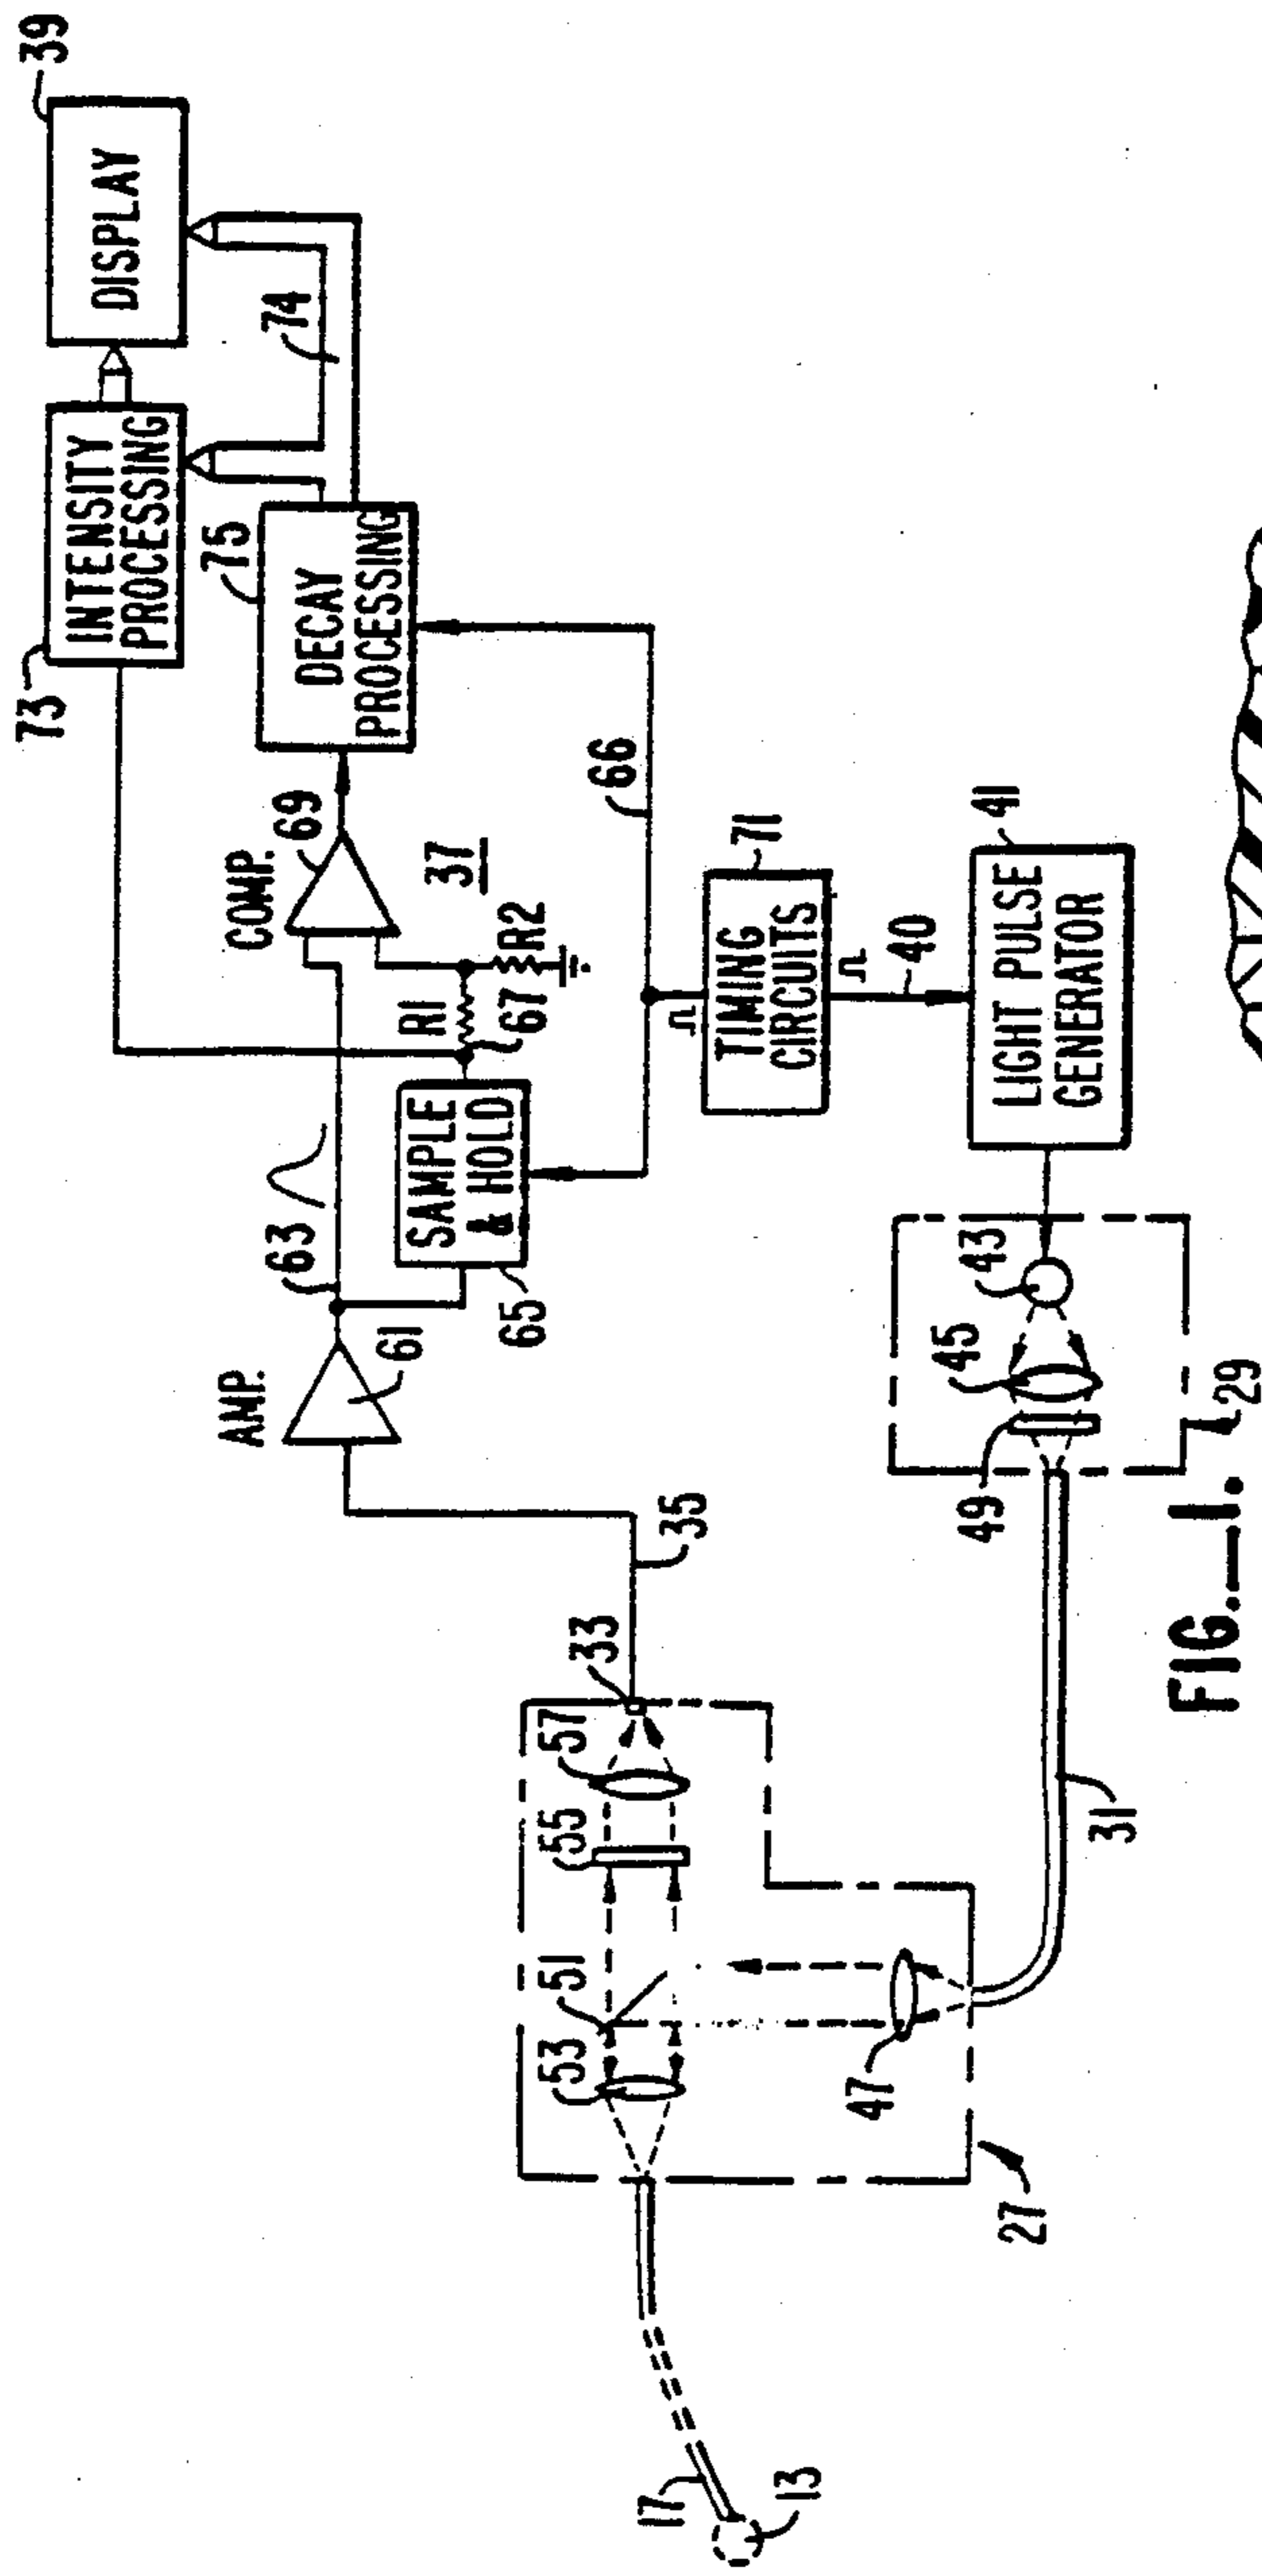 39
DISPLAY
73
INTENSITY
PROCESSING
74
75
DECAY
PROCESSING
COMP.
69
37
66
63
R1
R2
67
SAMPLE
& HOLD
65
AMP.
61
71
TIMING
CIRCUITS
40
41
LIGHT PULSE
GENERATOR
35
33
57
55
51
53
47
27
43
45
49
29
31
17
13
FIG._1.